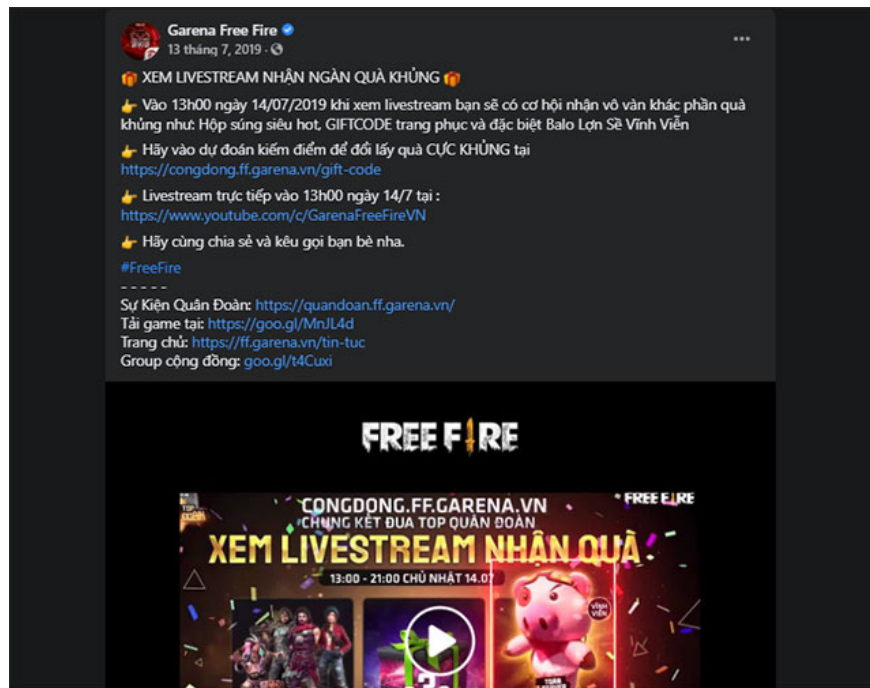 Garena Free Fire
13 tháng 7, 2019 ·
XEM LIVESTREAM NHẬN NGÀN QUÀ KHỦNG
Vào 13h00 ngày 14/07/2019 khi xem livestream bạn sẽ có cơ hội nhận vô vàn khác phần quà
khủng như: Hộp súng siêu hot, GIFTCODE trang phục và đặc biệt Balo Lợn Sề Vĩnh Viễn
Hãy vào dự đoán kiếm điểm để đổi lấy quà CỰC KHỦNG tại
https://congdong.ff.garena.vn/gift-code
Livestream trực tiếp vào 13h00 ngày 14/7 tại :
https://www.youtube.com/c/GarenaFreeFireVN
Hãy cùng chia sẻ và kêu gọi bạn bè nha.
#FreeFire
- - - - -
Sự Kiện Quân Đoàn: https://quandoan.ff.garena.vn/
Tải game tại: https://goo.gl/MnJL4d
Trang chủ: https://ff.garena.vn/tin-tuc
Group cộng đồng: goo.gl/t4Cuxi
FREE FIRE
CONGDONG.FF.GARENA.VN
FREE FIRE
CHUNG KẾT ĐUA TOP QUÂN ĐOÀN
XEM LIVESTREAM NHẬN QUÀ
13:00 - 21:00 CHỦ NHẬT 14.07
VĨNH
VIỄN